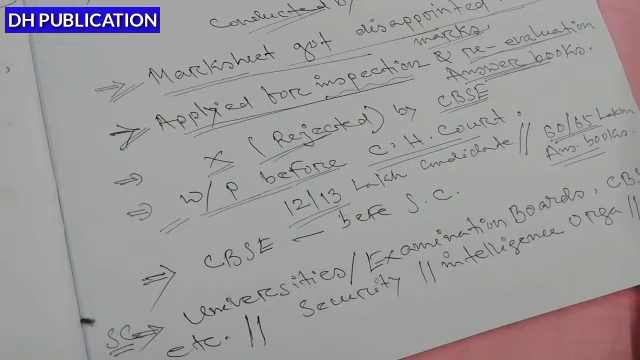 DH PUBLICATION
conducted by
⇒ Marksheet got disappointed
marks
⇒ Applyed for inspection & re-evaluation
Answer books.
⇒ X (Rejected) by CBSE
⇒ W/P before C.H. Court.
12/13 Lakh candidate // 60/65 Lakh
Ans. books.
⇒ CBSE — befe S.C.
SC ⇒ Universities/Examination Boards, CBS
etc. || Security || intelligence orga ||